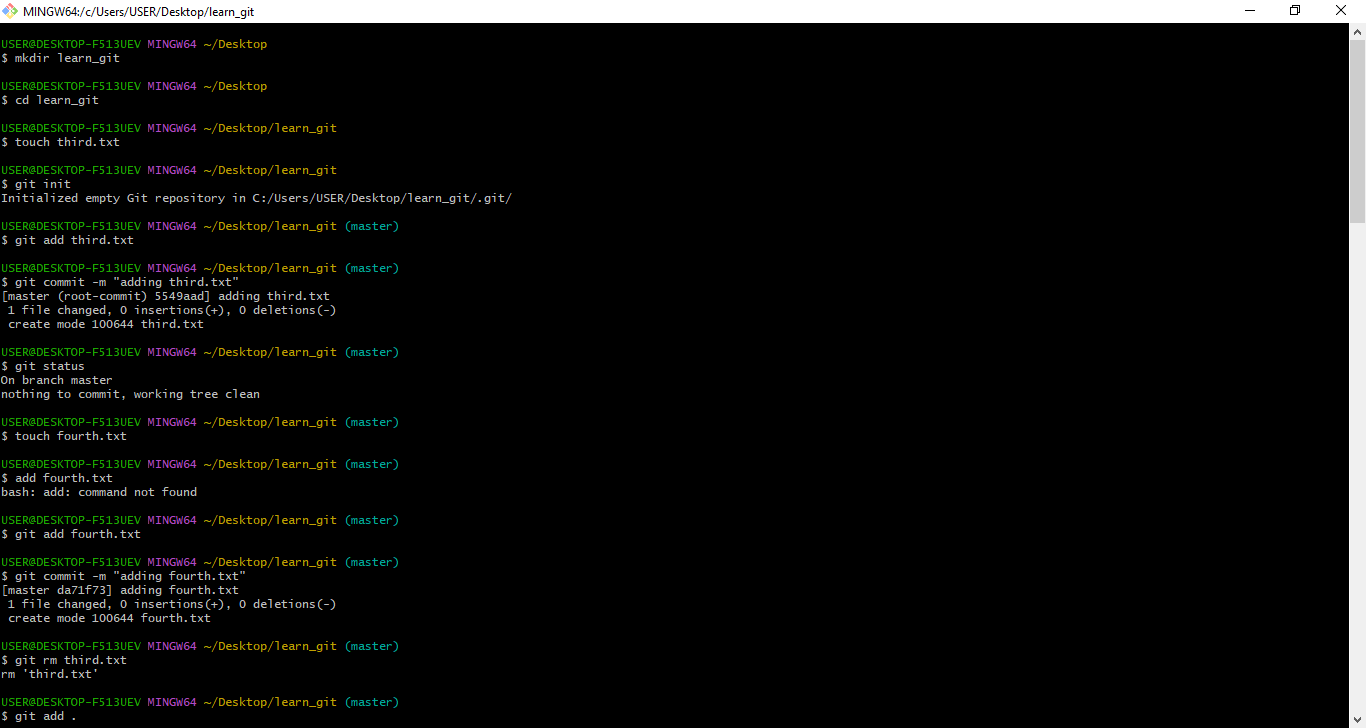 MINGW64:/c/Users/USER/Desktop/learn_git
USER@DESKTOP-F513UEV MINGW64 ~/Desktop
$ mkdir learn_git
USER@DESKTOP-F513UEV MINGW64 ~/Desktop
$ cd learn_git
USER@DESKTOP-F513UEV MINGW64 ~/Desktop/learn_git
$ touch third.txt
USER@DESKTOP-F513UEV MINGW64 ~/Desktop/learn_git
$ git init
Initialized empty Git repository in C:/Users/USER/Desktop/learn_git/.git/
USER@DESKTOP-F513UEV MINGW64 ~/Desktop/learn_git (master)
$ git add third.txt
USER@DESKTOP-F513UEV MINGW64 ~/Desktop/learn_git (master)
$ git commit -m "adding third.txt"
[master (root-commit) 5549aad] adding third.txt
 1 file changed, 0 insertions(+), 0 deletions(-)
 create mode 100644 third.txt
USER@DESKTOP-F513UEV MINGW64 ~/Desktop/learn_git (master)
$ git status
On branch master
nothing to commit, working tree clean
USER@DESKTOP-F513UEV MINGW64 ~/Desktop/learn_git (master)
$ touch fourth.txt
USER@DESKTOP-F513UEV MINGW64 ~/Desktop/learn_git (master)
$ add fourth.txt
bash: add: command not found
USER@DESKTOP-F513UEV MINGW64 ~/Desktop/learn_git (master)
$ git add fourth.txt
USER@DESKTOP-F513UEV MINGW64 ~/Desktop/learn_git (master)
$ git commit -m "adding fourth.txt"
[master da71f73] adding fourth.txt
 1 file changed, 0 insertions(+), 0 deletions(-)
 create mode 100644 fourth.txt
USER@DESKTOP-F513UEV MINGW64 ~/Desktop/learn_git (master)
$ git rm third.txt
rm 'third.txt'
USER@DESKTOP-F513UEV MINGW64 ~/Desktop/learn_git (master)
$ git add .